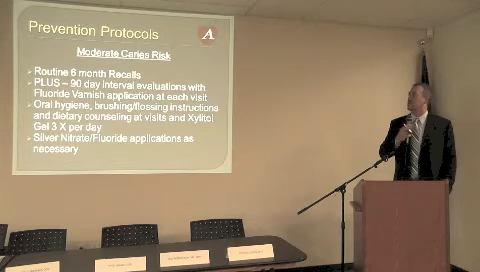 Prevention Protocols
A
Moderate Caries Risk
Routine 6 month Recalls
PLUS – 90 day interval evaluations with
Fluoride Varnish application at each visit
Oral hygiene, brushing/flossing instructions
and dietary counseling at visits and Xylitol
Gel 3 X per day
Silver Nitrate/Fluoride applications as
necessary